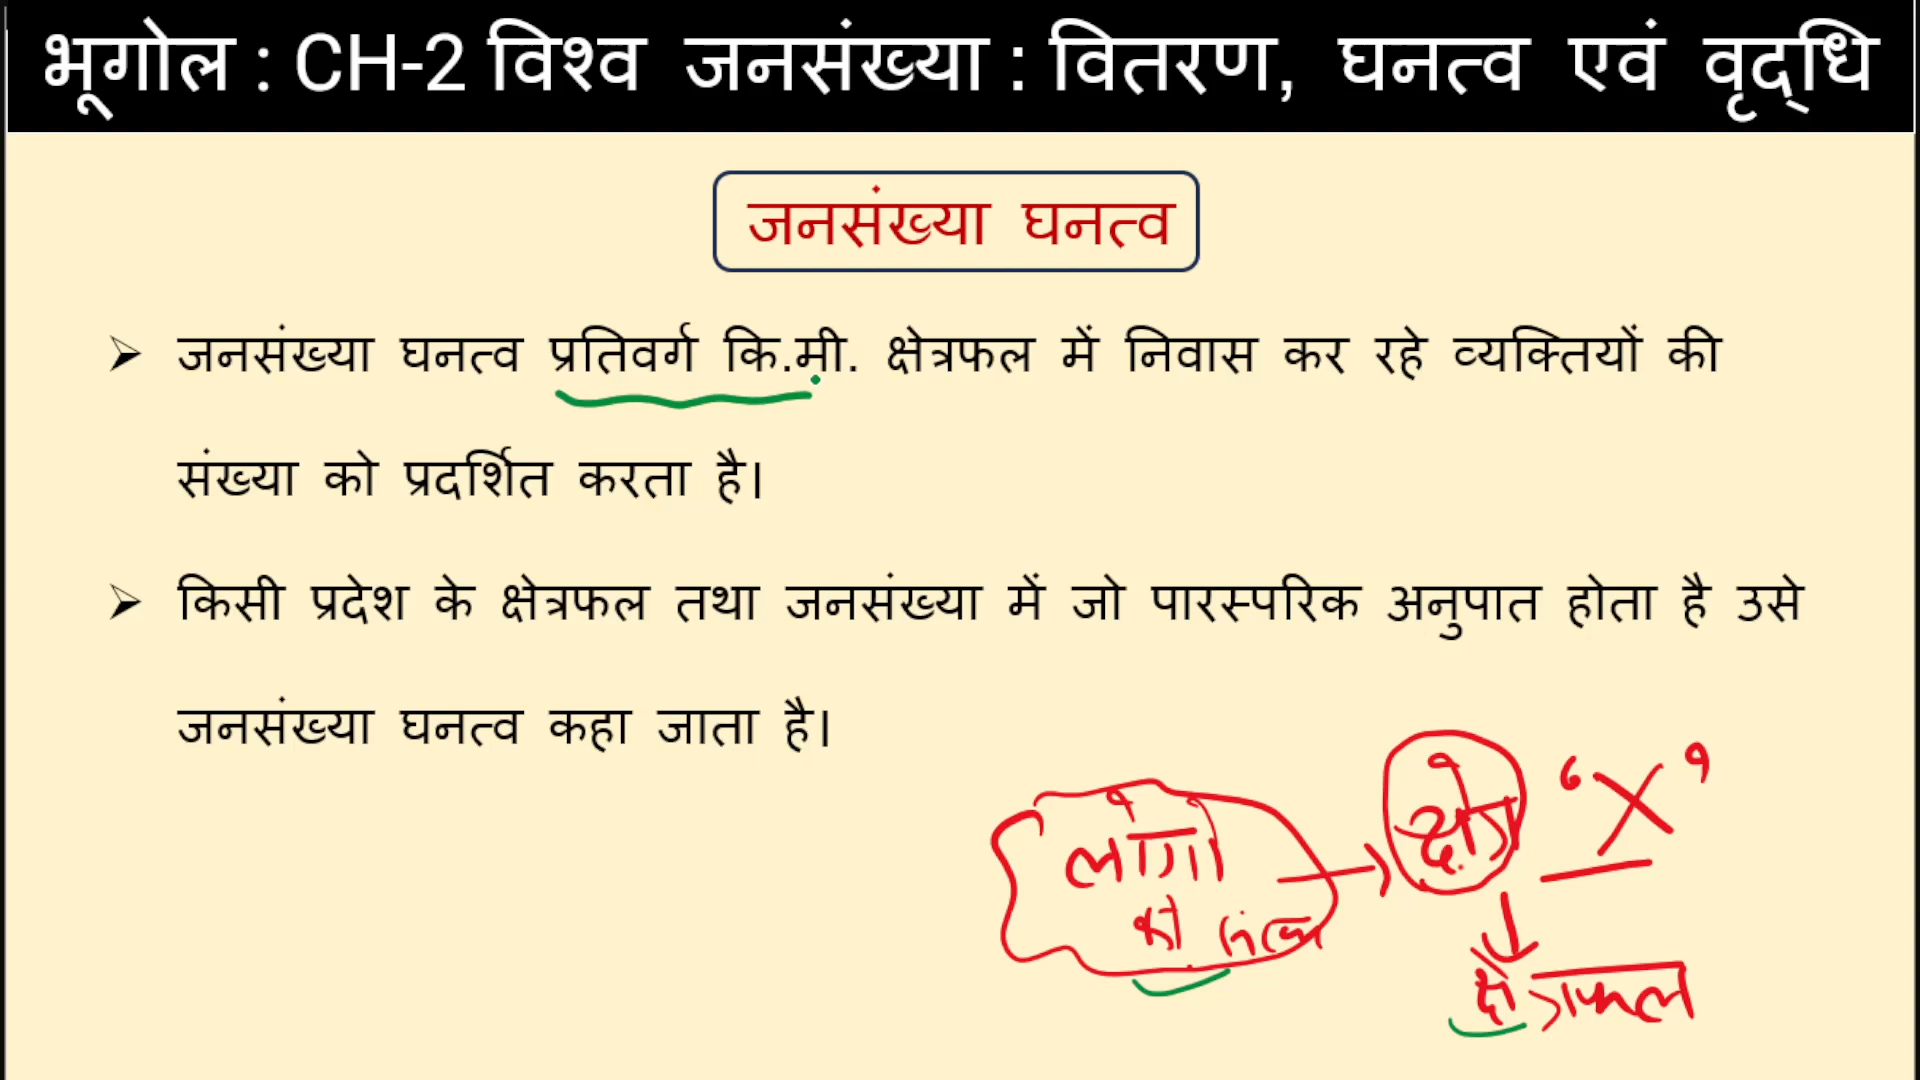 भूगोल : CH-2 विश्व जनसंख्या : वितरण, घनत्व एवं वृद्धि
जनसंख्या घनत्व
➢ जनसंख्या घनत्व प्रतिवर्ग कि.मी. क्षेत्रफल में निवास कर रहे व्यक्तियों की
संख्या को प्रदर्शित करता है।
➢ किसी प्रदेश के क्षेत्रफल तथा जनसंख्या में जो पारस्परिक अनुपात होता है उसे
जनसंख्या घनत्व कहा जाता है।
क्षेत्र ‘X’
लोगों
की
क्षेत्रफल